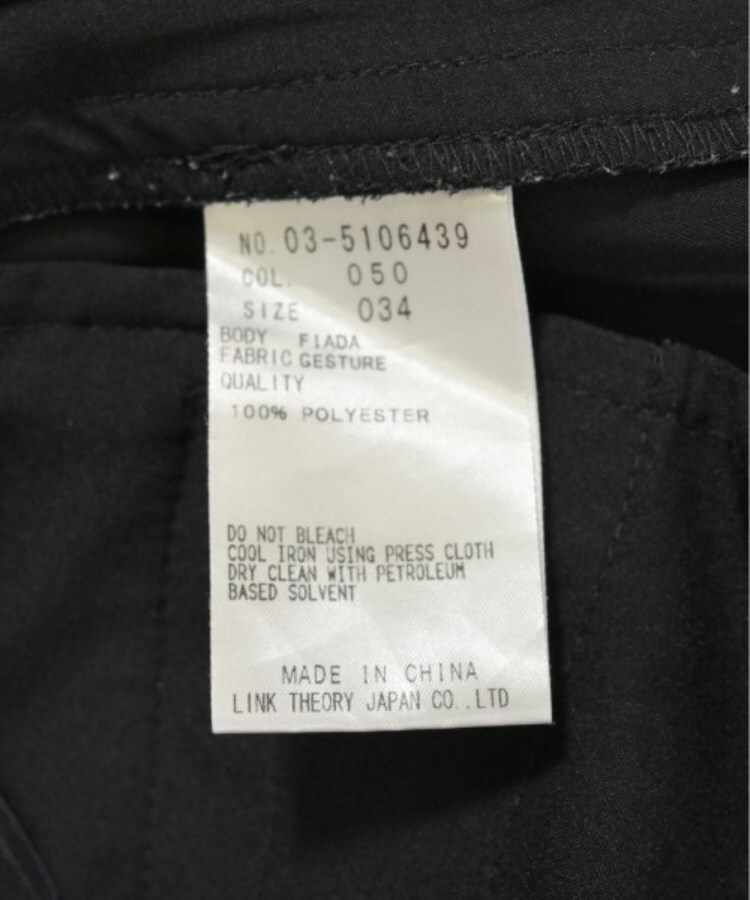 NO. 03-5106439
COL. 050
SIZE 034
BODY FIADA
FABRIC GESTURE
QUALITY
100% POLYESTER
DO NOT BLEACH
COOL IRON USING PRESS CLOTH
DRY CLEAN WITH PETROLEUM
BASED SOLVENT
MADE IN CHINA
LINK THEORY JAPAN CO.,LTD